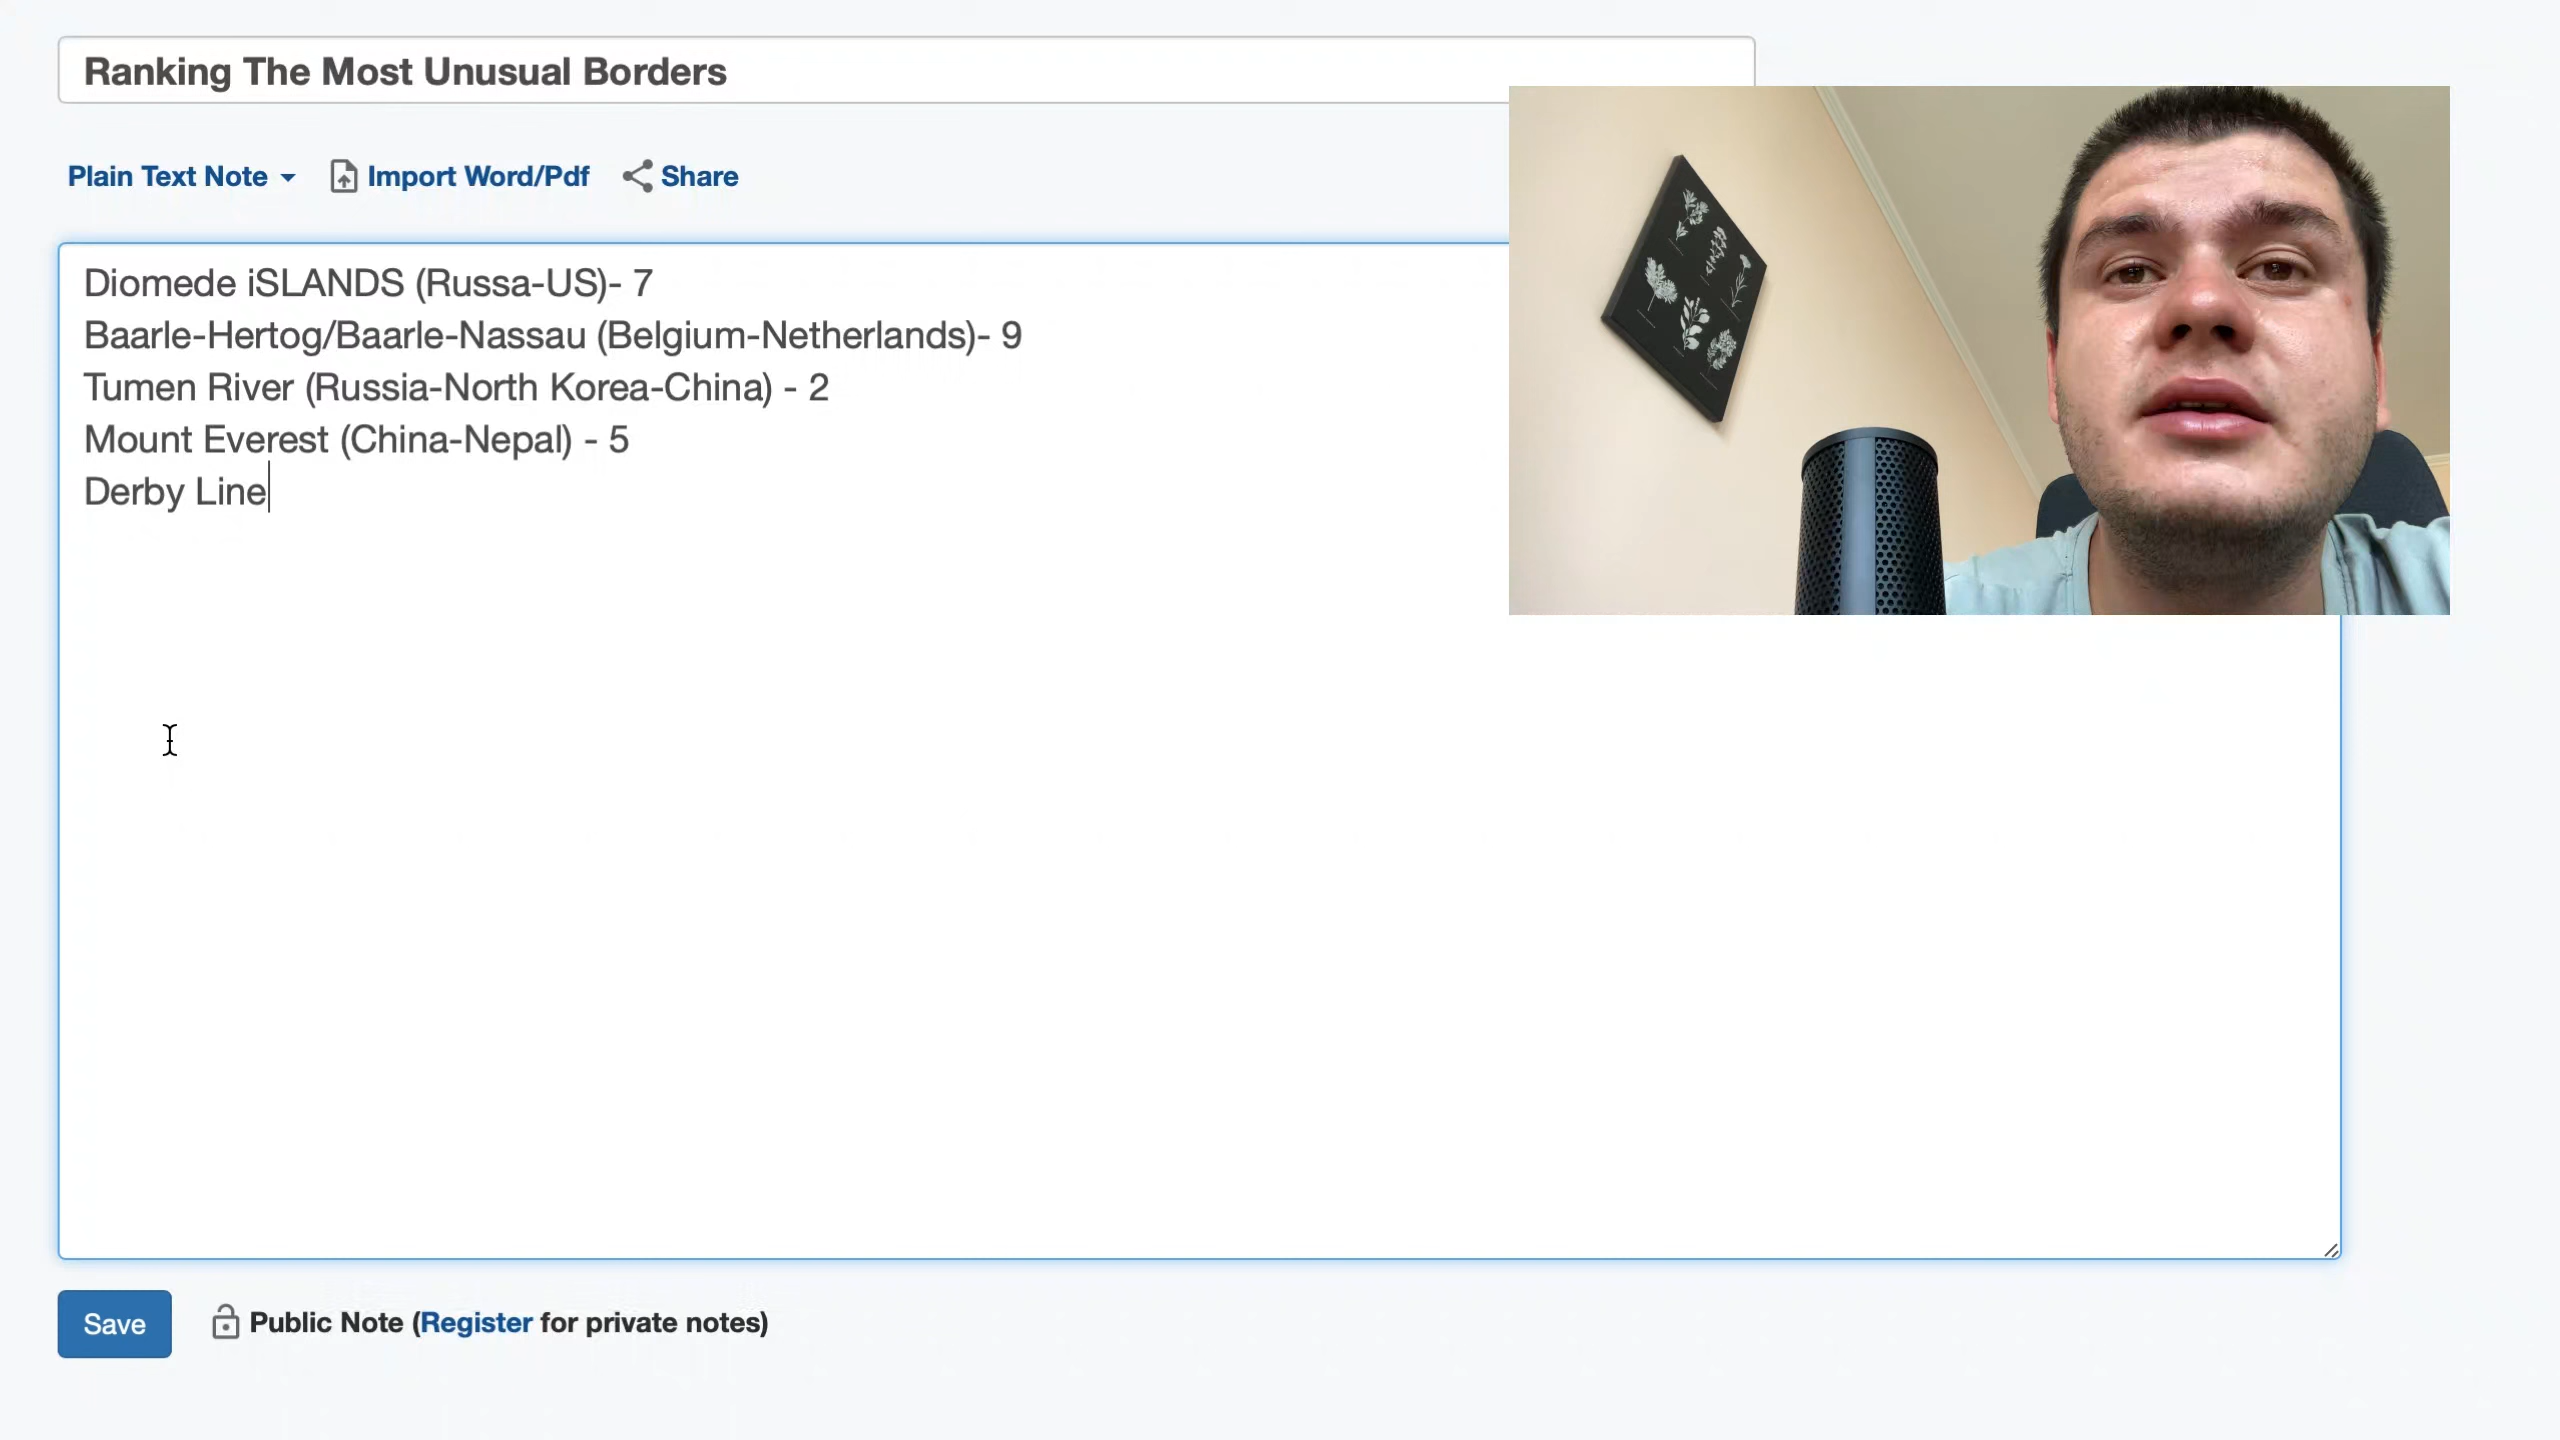 Ranking The Most Unusual Borders
Plain Text Note Import Word/Pdf Share
Diomede iSLANDS (Russa-US)- 7
Baarle-Hertog/Baarle-Nassau (Belgium-Netherlands)- 9
Tumen River (Russia-North Korea-China) - 2
Mount Everest (China-Nepal) - 5
Derby Line
Save Public Note (Register for private notes)